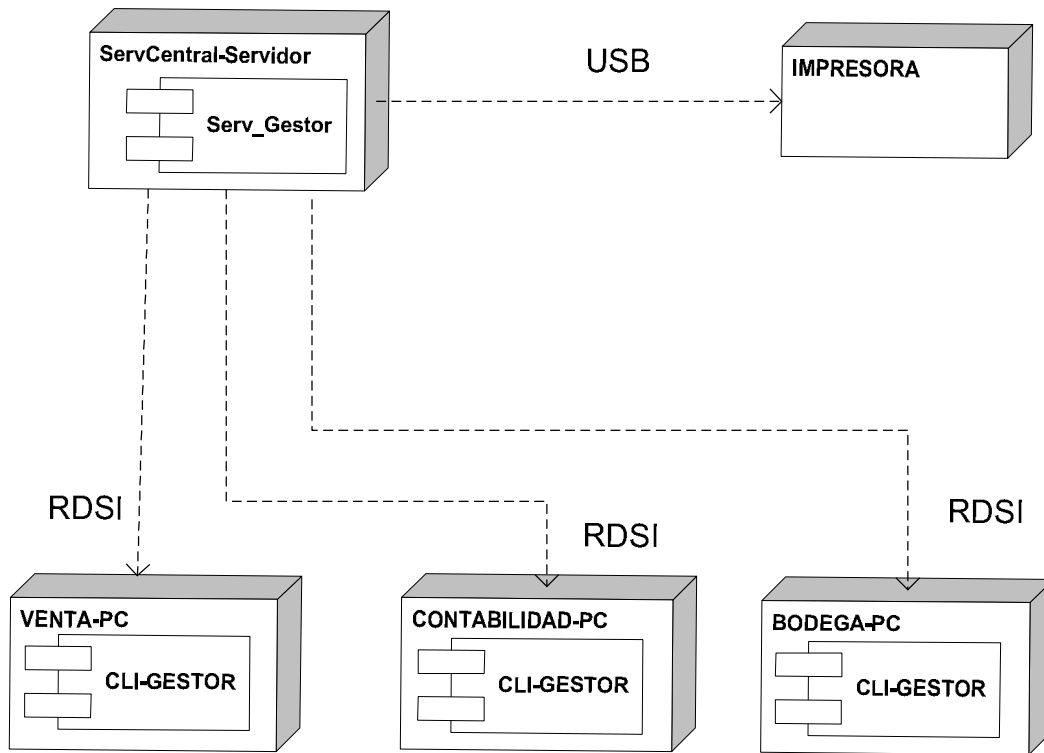 ServCentral-Servidor
Serv_Gestor
USB
IMPRESORA
RDSI
RDSI
RDSI
VENTA-PC
CLI-GESTOR
CONTABILIDAD-PC
CLI-GESTOR
BODEGA-PC
CLI-GESTOR